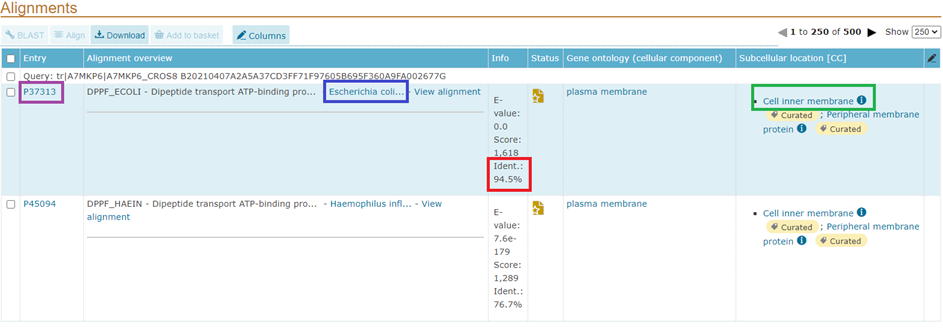 Alignments
BLAST Align Download Add to basket Columns 1 to 250 of 500 Show 250
Entry Alignment overview Info Status Gene ontology (cellular component) Subcellular location [CC]
Query: tr|A7MKP6|A7MKP6_CROS8 B20210407A2A5A37CD3FF71F97605B695F360A9FA002677G
P37313 DPPF_ECOLI - Dipeptide transport ATP-binding pro... Escherichia coli... - View alignment
E-
value:
0.0
Score:
1,618
Ident.:
94.5%
plasma membrane
Cell inner membrane
Curated ; Peripheral membrane
protein Curated
P45094 DPPF_HAEIN - Dipeptide transport ATP-binding pro... - Haemophilus infl... - View
alignment
E-
value:
7.6e-
179
Score:
1,289
Ident.:
76.7%
plasma membrane
Cell inner membrane
Curated ; Peripheral membrane
protein Curated